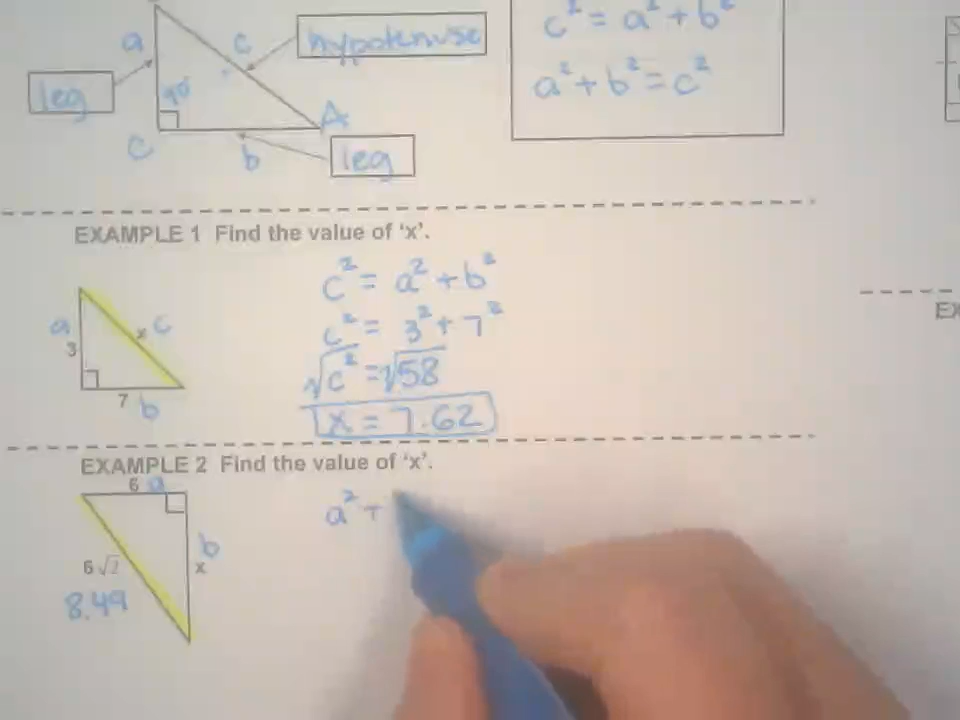 a
c
hypotenuse
leg
90°
A
C
b
leg
c² = a² + b²
a² + b² = c²
EXAMPLE 1 Find the value of ‘x’.
a
3
x c
7 b
c² = a² + b²
c² = 3² + 7²
√c² = √58
x = 7.62
EXAMPLE 2 Find the value of ‘x’.
6 a
b
x
6√2
8.49
a² +
EX